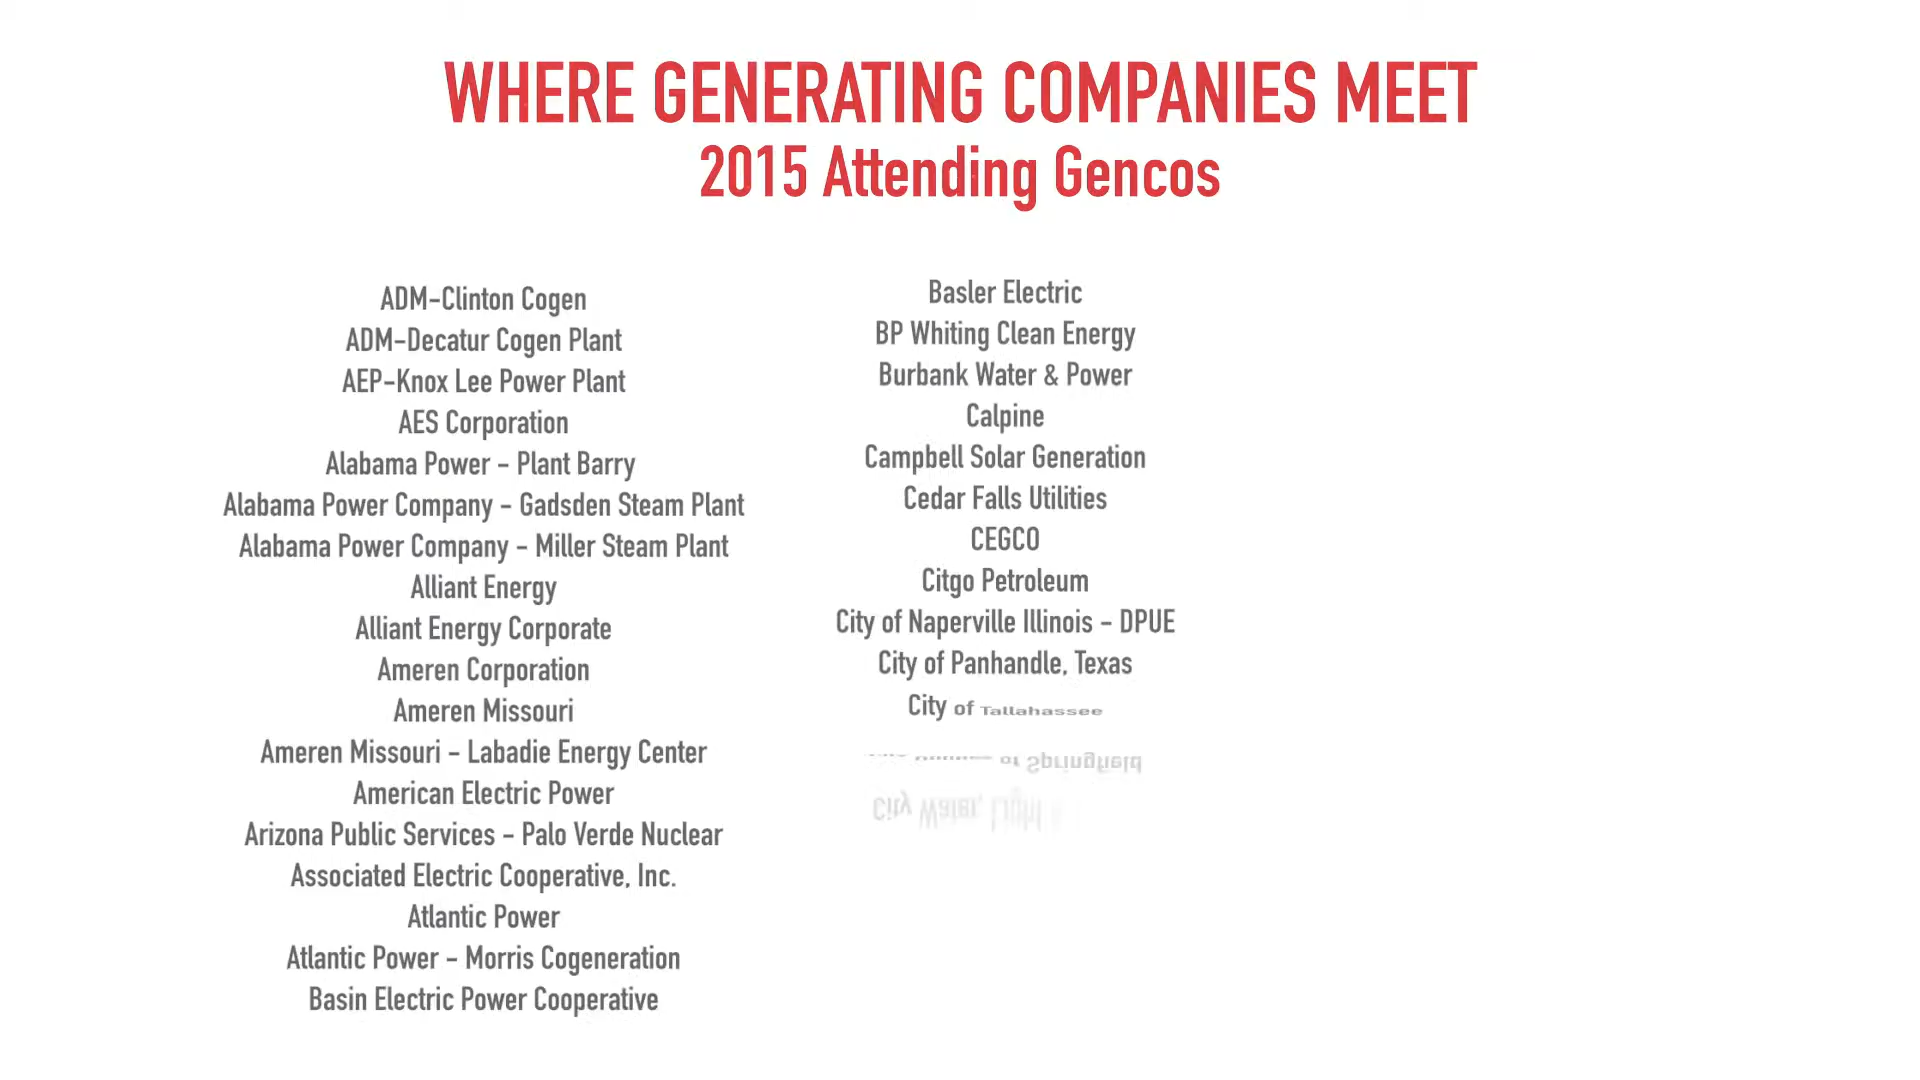 WHERE GENERATING COMPANIES MEET
2015 Attending Gencos
ADM-Clinton Cogen
ADM-Decatur Cogen Plant
AEP-Knox Lee Power Plant
AES Corporation
Alabama Power - Plant Barry
Alabama Power Company - Gadsden Steam Plant
Alabama Power Company - Miller Steam Plant
Alliant Energy
Alliant Energy Corporate
Ameren Corporation
Ameren Missouri
Ameren Missouri - Labadie Energy Center
American Electric Power
Arizona Public Services - Palo Verde Nuclear
Associated Electric Cooperative, Inc.
Atlantic Power
Atlantic Power - Morris Cogeneration
Basin Electric Power Cooperative
Basler Electric
BP Whiting Clean Energy
Burbank Water & Power
Calpine
Campbell Solar Generation
Cedar Falls Utilities
CEGCO
Citgo Petroleum
City of Naperville Illinois - DPUE
City of Panhandle, Texas
City of Tallahassee
of Springfield
City Water, Light